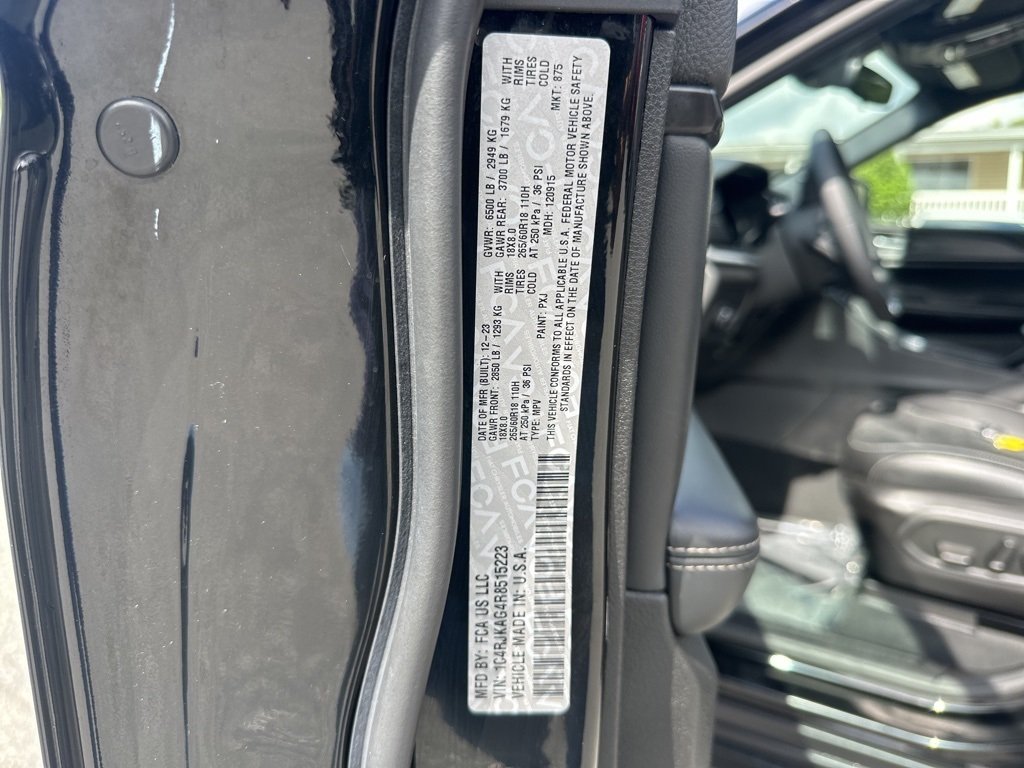 MFD BY: FCA US LLC
DATE OF MFR (BUILT): 12-23
GVWR: 6500 LB / 2949 KG
VIN: 1C4RJKAG4R8515223
GAWR FRONT: 2850 LB / 1293 KG WITH
GAWR REAR: 3700 LB / 1679 KG WITH
VEHICLE MADE IN: U.S.A.
18X8.0 RIMS
18X8.0 RIMS
265/60R18 110H TIRES
265/60R18 110H TIRES
AT 250 kPa / 36 PSI COLD
AT 250 kPa / 36 PSI COLD
TYPE: MPV
PAINT: PXJ
MDH: 120915
MKT: 875
THIS VEHICLE CONFORMS TO ALL APPLICABLE U.S.A. FEDERAL MOTOR VEHICLE SAFETY
STANDARDS IN EFFECT ON THE DATE OF MANUFACTURE SHOWN ABOVE.